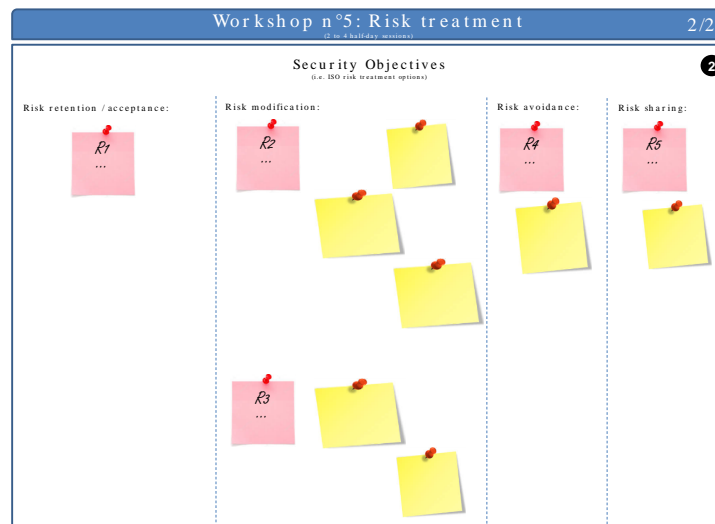 Workshop n°5: Risk treatment
2/2
(2 to 4 half-day sessions)
Security Objectives
(i.e. ISO risk treatment options)
2
Risk retention / acceptance:
Risk modification:
Risk avoidance:
Risk sharing:
R1
...
R2
...
R4
...
R5
...
R3
...